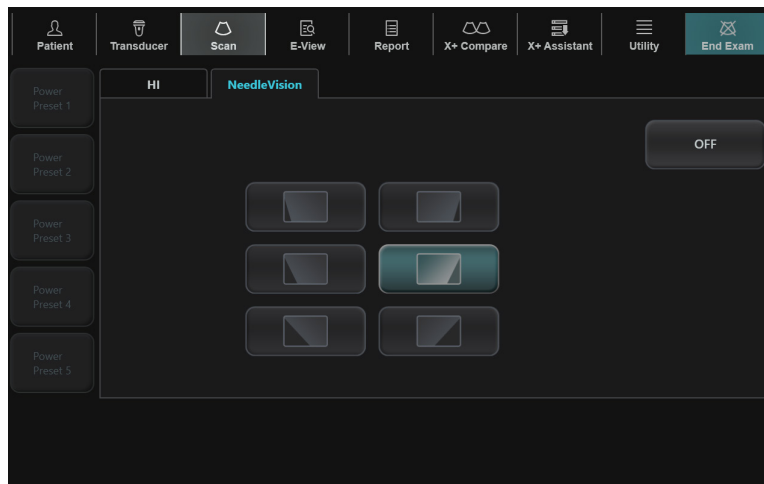 Patient
Transducer
Scan
E-View
Report
X+ Compare
X+ Assistant
Utility
End Exam
HI
NeedleVision
Power
Preset 1
Power
Preset 2
Power
Preset 3
Power
Preset 4
Power
Preset 5
OFF